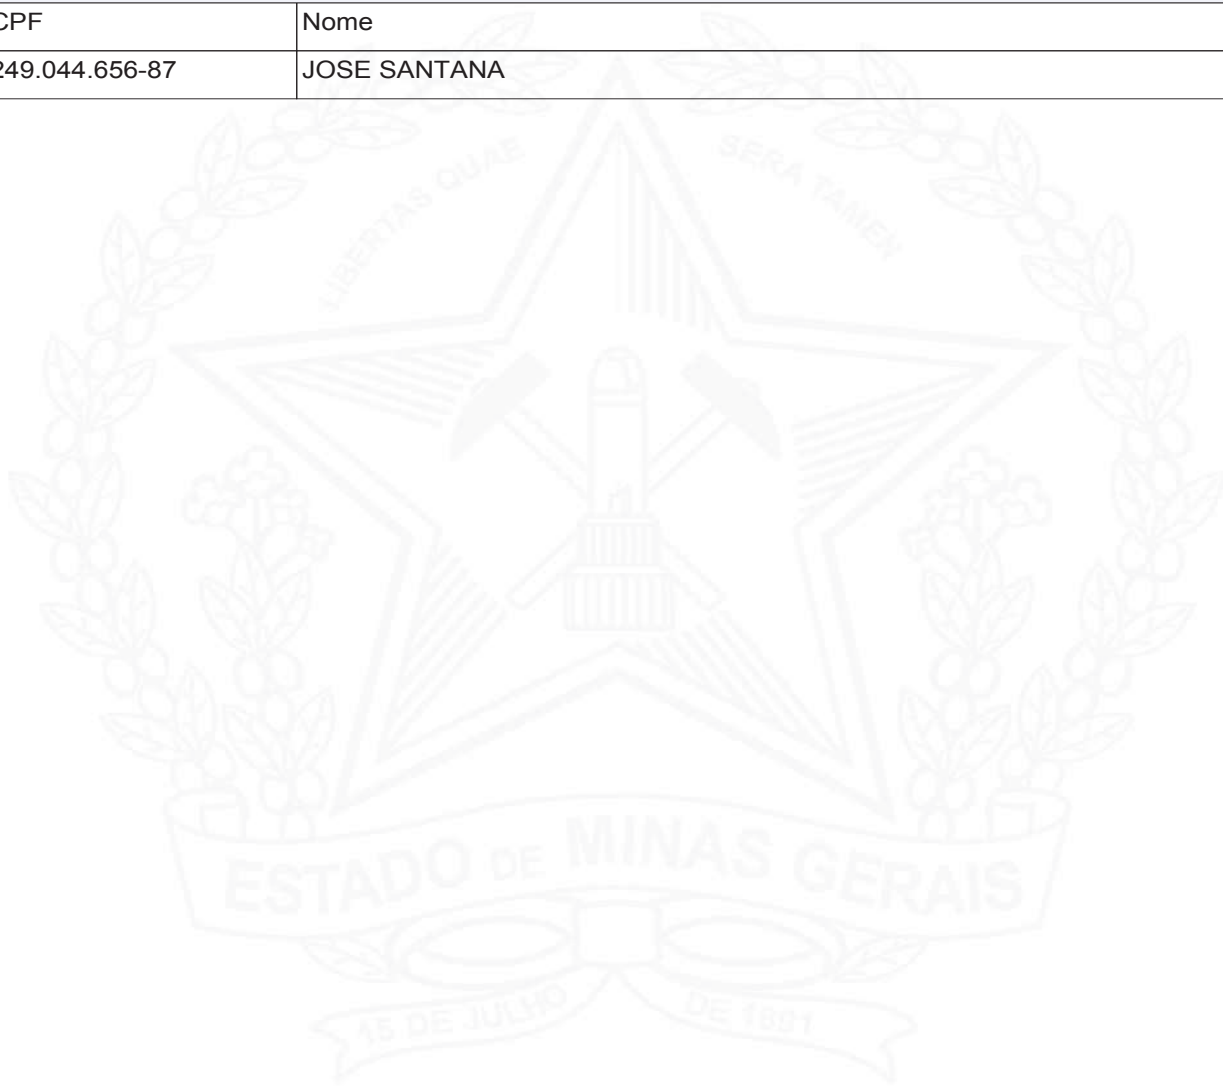 CPF Nome
249.044.656-87 JOSE SANTANA
LIBERTAS QUAE SERA TAMEN
ESTADO DE MINAS GERAIS
15 DE JULHO DE 1891